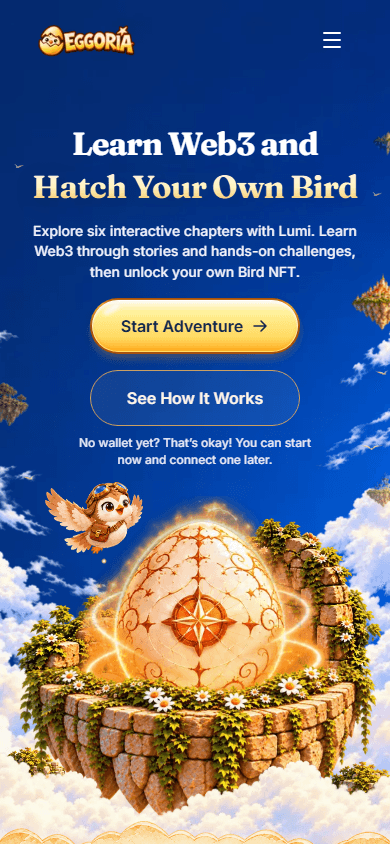 EGGORIA
Learn Web3 and
Hatch Your Own Bird
Explore six interactive chapters with Lumi. Learn
Web3 through stories and hands-on challenges,
then unlock your own Bird NFT.
Start Adventure →
See How It Works
No wallet yet? That's okay! You can start
now and connect one later.